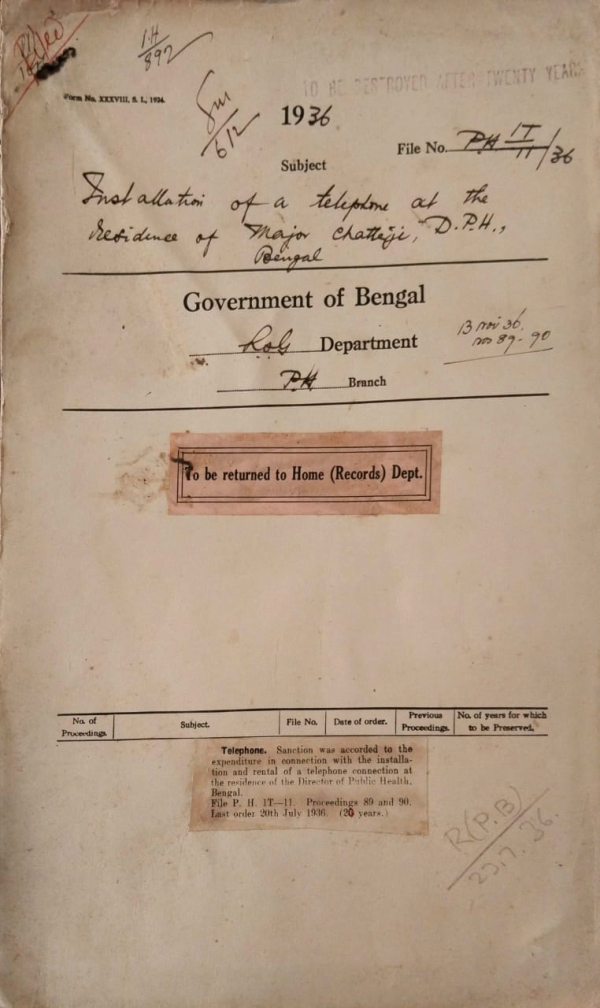 1.H
892
Form No. XXXVIII, S. I., 1934.
TO BE DESTROYED AFTER TWENTY YEARS
6/2
1936
File No. PH 1T/11/36
Subject
Installation of a telephone at the
residence of Major Chatterji, D.P.H.,
Bengal
Government of Bengal
Department
B Nov 36.
nos 89-90
P.H Branch
To be returned to Home (Records) Dept.
No. of Proceedings. Subject. File No. Date of order. Previous Proceedings. No. of years for which to be Preserved.
Telephone. Sanction was accorded to the
expenditure in connection with the installa-
tion and rental of a telephone connection at
the residence of the Director of Public Health,
Bengal.
File P. H. 1T—11. Proceedings 89 and 90.
Last order 20th July 1936. (20 years.)
R(P.B)
23.7.36.